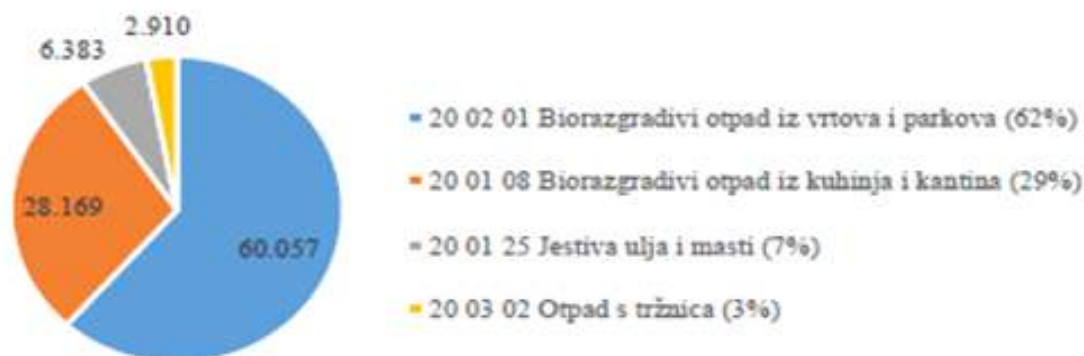 2.910
6.383
28.169
60.057
20 02 01 Biorazgradivi otpad iz vrtova i parkova (62%)
20 01 08 Biorazgradivi otpad iz kuhinja i kantina (29%)
20 01 25 Jestiva ulja i masti (7%)
20 03 02 Otpad s tržnica (3%)